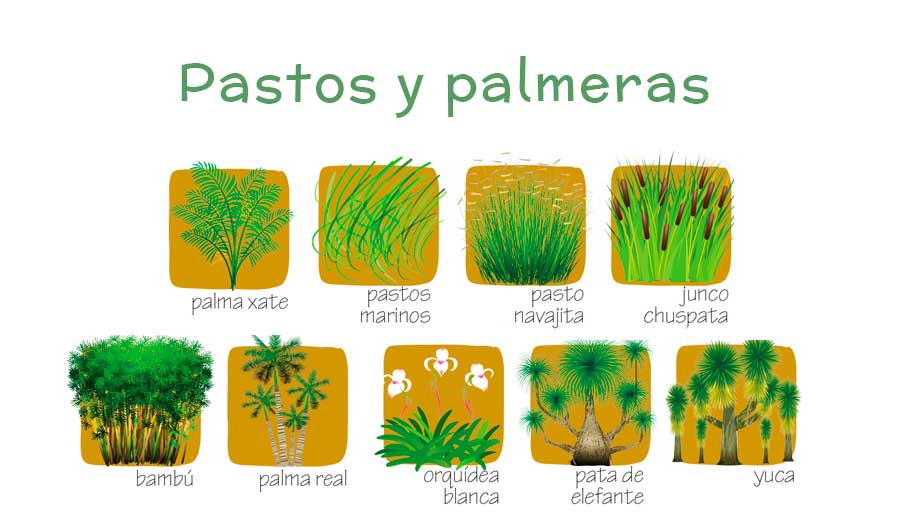 Pastos y palmeras
palma xate
pastos
marinos
pasto
navajita
junco
chuspata
bambú
palma real
orquídea
blanca
pata de
elefante
yuca